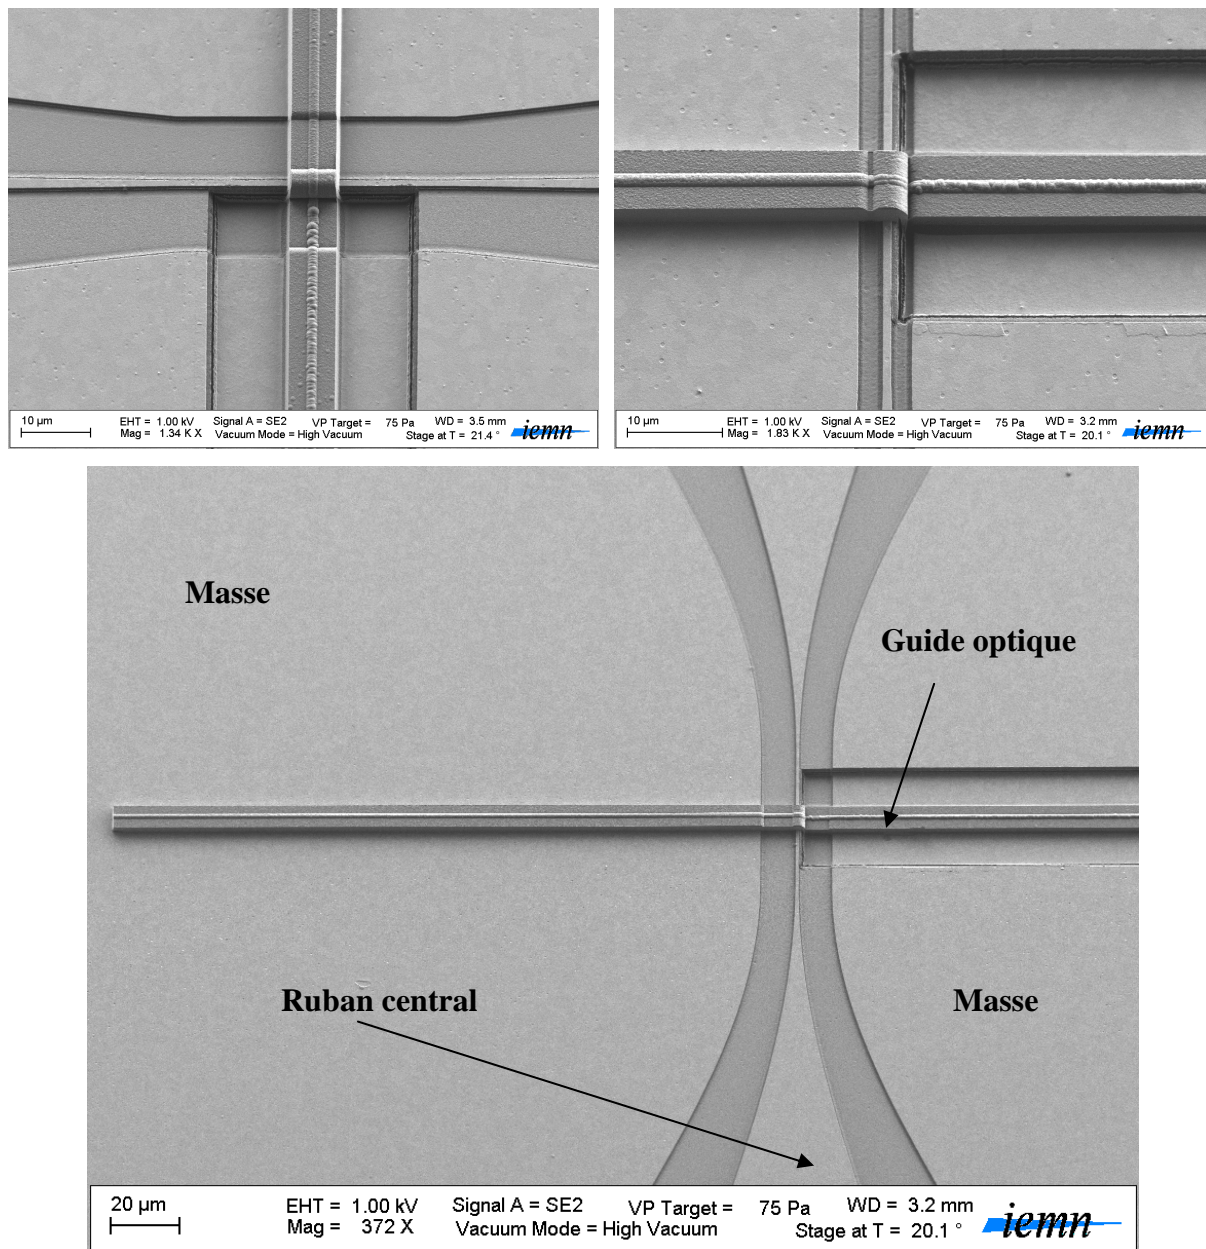 10 µm
EHT = 1.00 kV Signal A = SE2 VP Target = 75 Pa WD = 3.5 mm
Mag = 1.34 K X Vacuum Mode = High Vacuum Stage at T = 21.4 °
iemn
10 µm
EHT = 1.00 kV Signal A = SE2 VP Target = 75 Pa WD = 3.2 mm
Mag = 1.83 K X Vacuum Mode = High Vacuum Stage at T = 20.1 °
iemn
Masse
Guide optique
Ruban central
Masse
20 µm
EHT = 1.00 kV Signal A = SE2 VP Target = 75 Pa WD = 3.2 mm
Mag = 372 X Vacuum Mode = High Vacuum Stage at T = 20.1 °
iemn